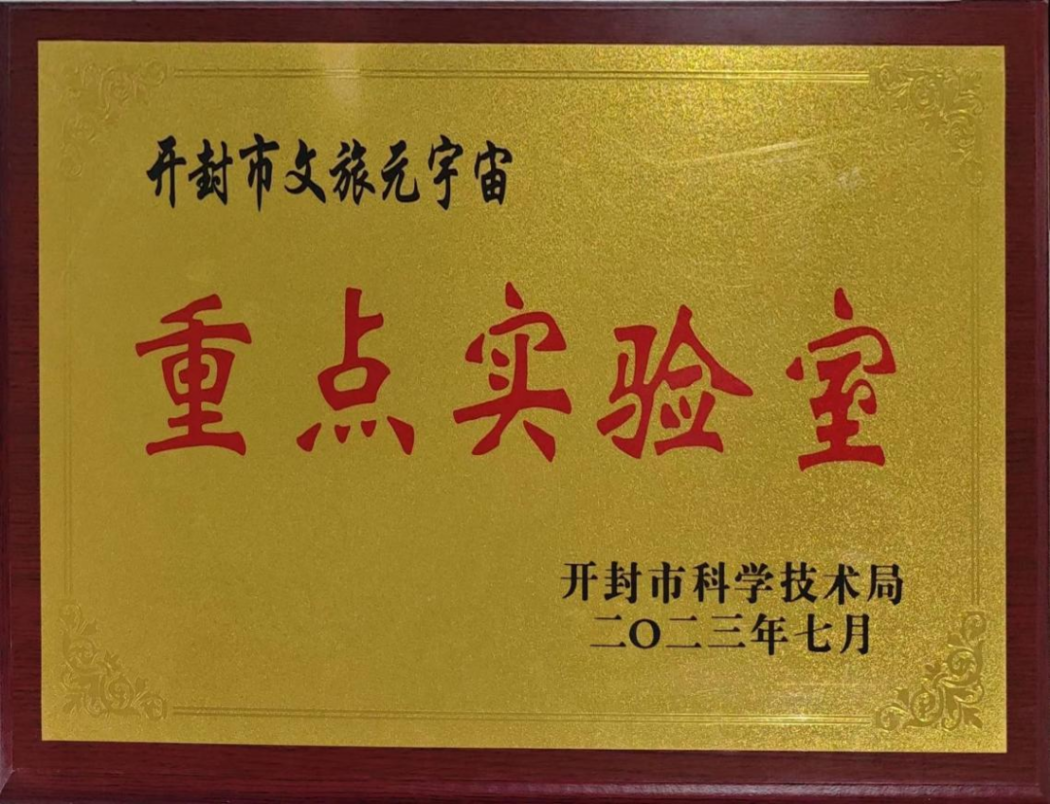 开封市文旅元宇宙
重点实验室
开封市科学技术局
二〇二三年七月